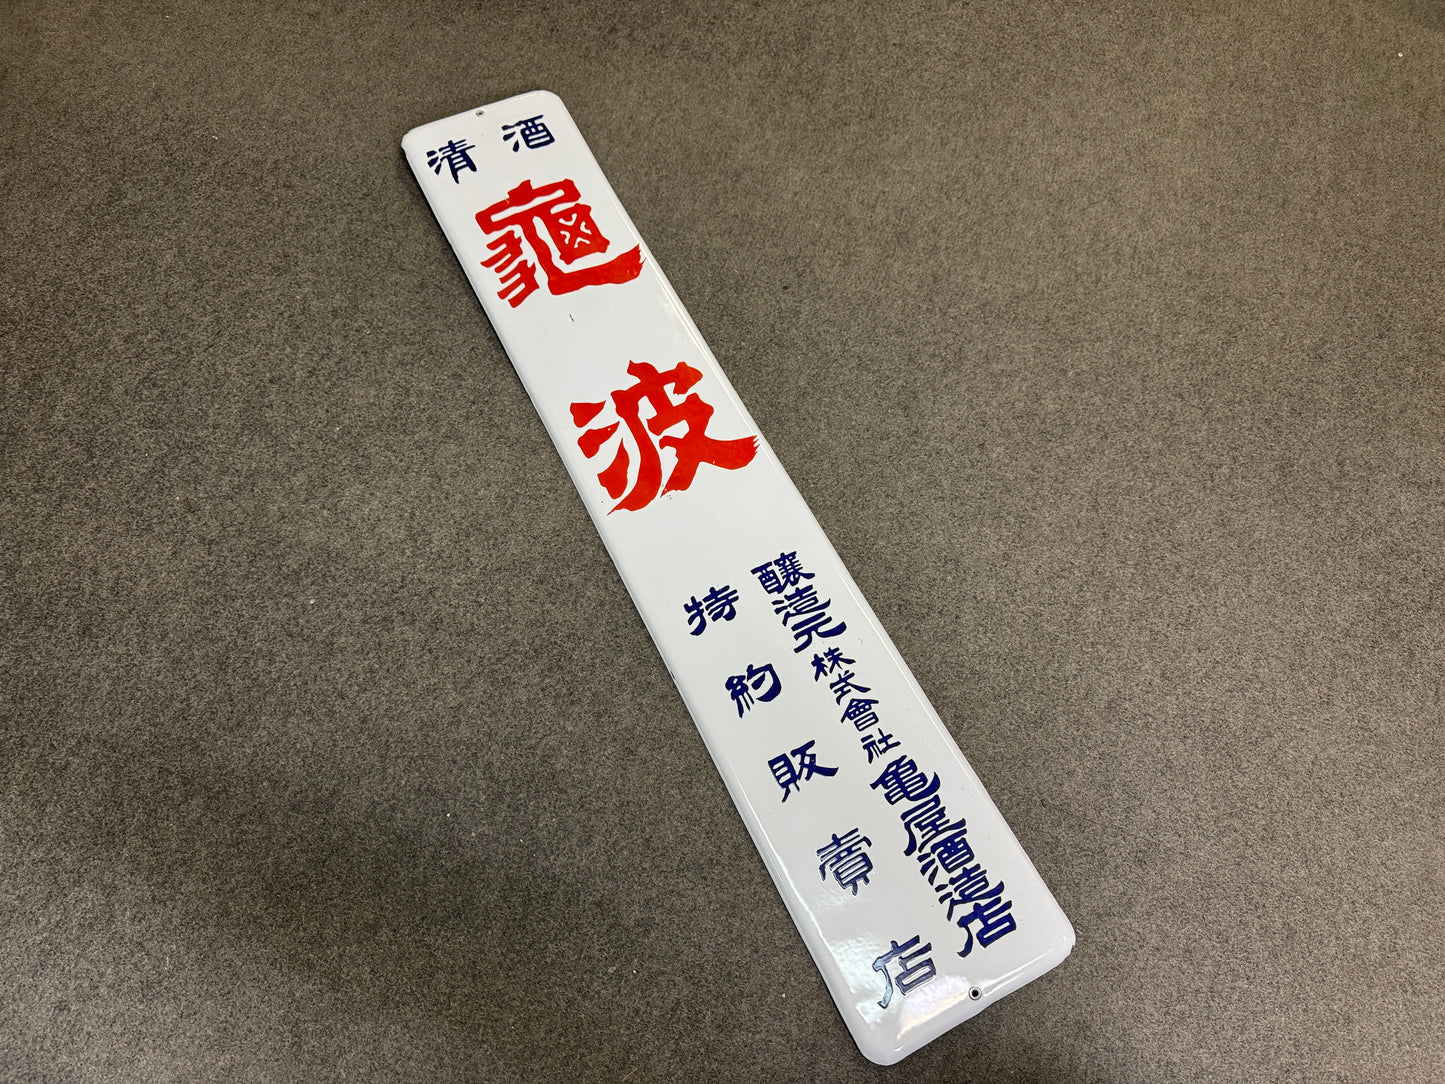 清酒
龜波
醸造元株式會社亀屋酒造店
特約販賣店